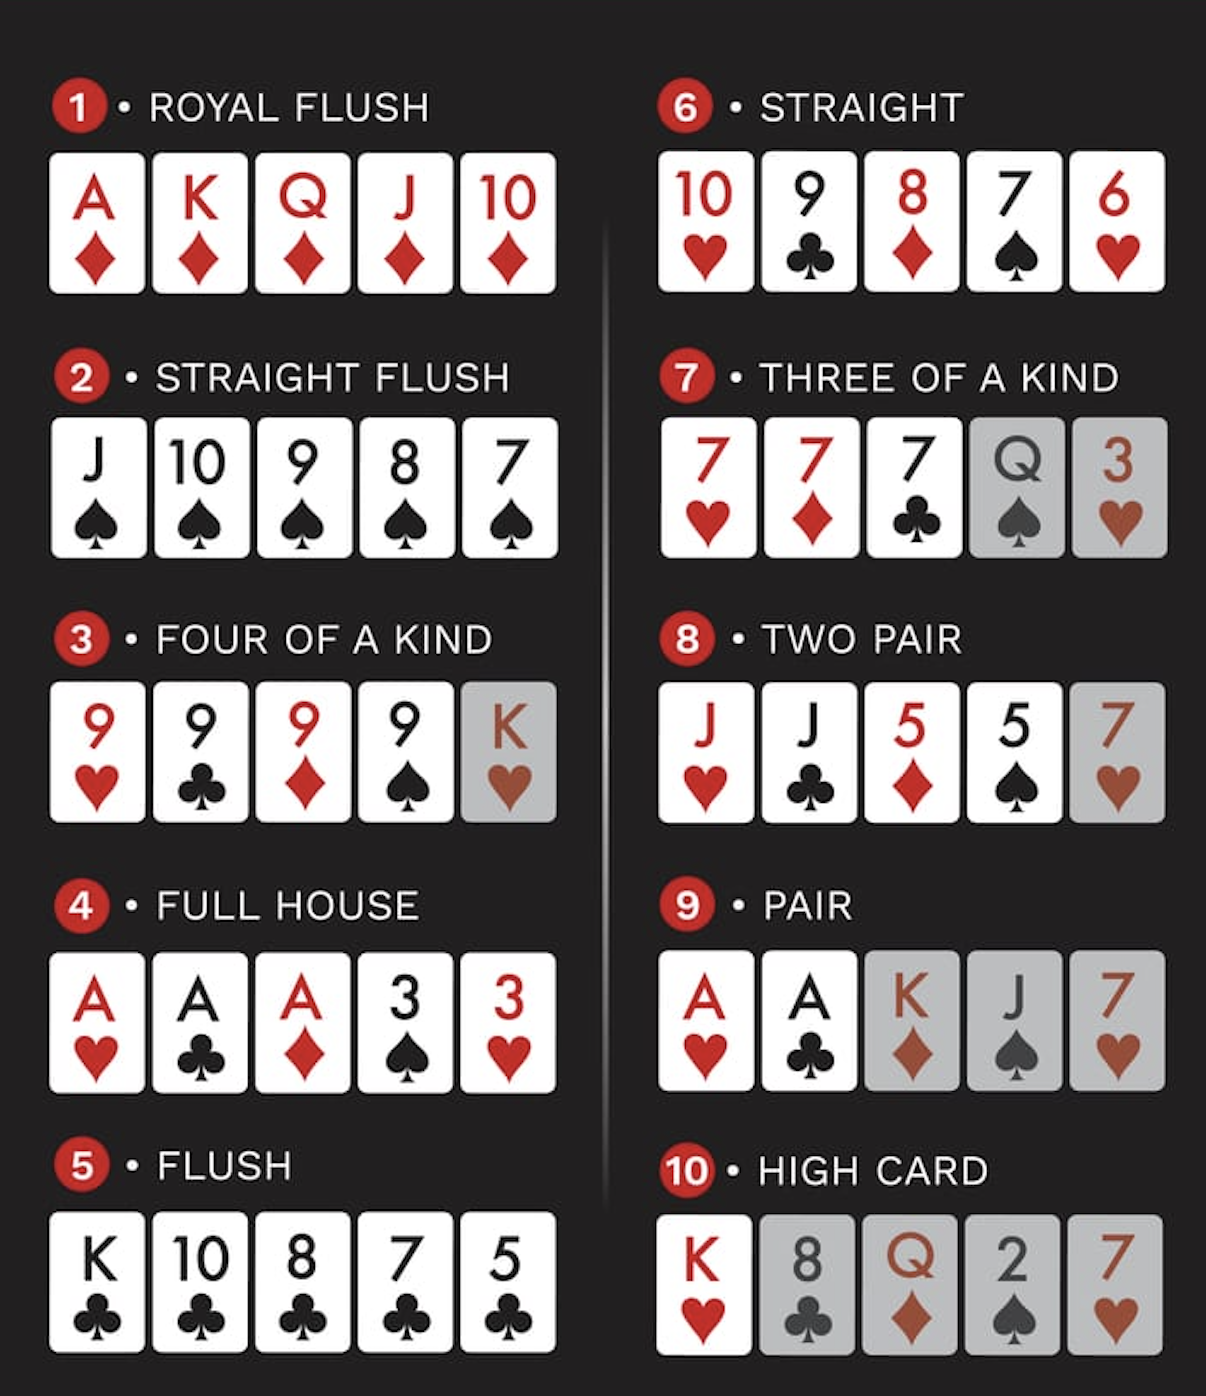 1 • ROYAL FLUSH
A K Q J 10
2 • STRAIGHT FLUSH
J 10 9 8 7
3 • FOUR OF A KIND
9 9 9 9 K
4 • FULL HOUSE
A A A 3 3
5 • FLUSH
K 10 8 7 5
6 • STRAIGHT
10 9 8 7 6
7 • THREE OF A KIND
7 7 7 Q 3
8 • TWO PAIR
J J 5 5 7
9 • PAIR
A A K J 7
10 • HIGH CARD
K 8 Q 2 7